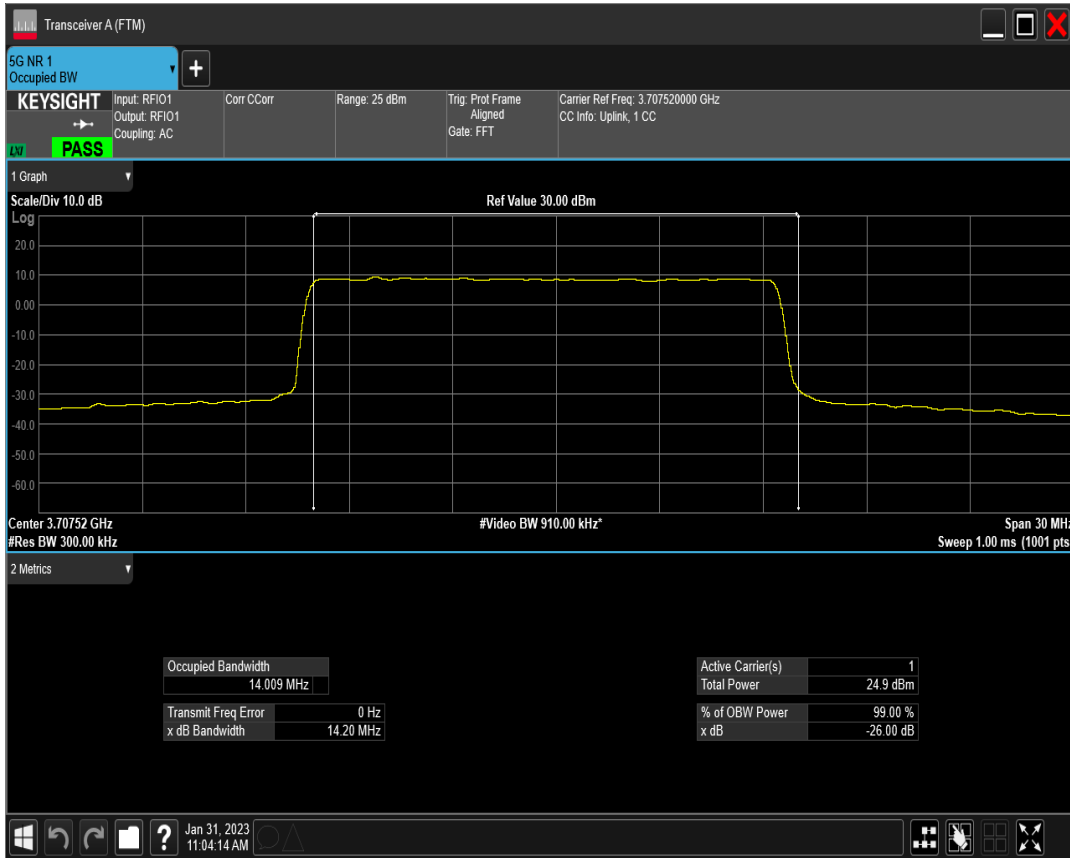 Transceiver A (FTM)
5G NR 1
Occupied BW
+
KEYSIGHT
LXI
PASS
Input: RFIO1
Output: RFIO1
Coupling: AC
Corr CCorr
Range: 25 dBm
Trig: Prot Frame
Aligned
Gate: FFT
Carrier Ref Freq: 3.707520000 GHz
CC Info: Uplink, 1 CC
1 Graph
Scale/Div 10.0 dB
Ref Value 30.00 dBm
Log
20.0
10.0
0.00
-10.0
-20.0
-30.0
-40.0
-50.0
-60.0
Center 3.70752 GHz
#Video BW 910.00 kHz*
Span 30 MHz
#Res BW 300.00 kHz
Sweep 1.00 ms (1001 pts
2 Metrics
Occupied Bandwidth
14.009 MHz
Transmit Freq Error 0 Hz
x dB Bandwidth 14.20 MHz
Active Carrier(s) 1
Total Power 24.9 dBm
% of OBW Power 99.00 %
x dB -26.00 dB
?
Jan 31, 2023
11:04:14 AM